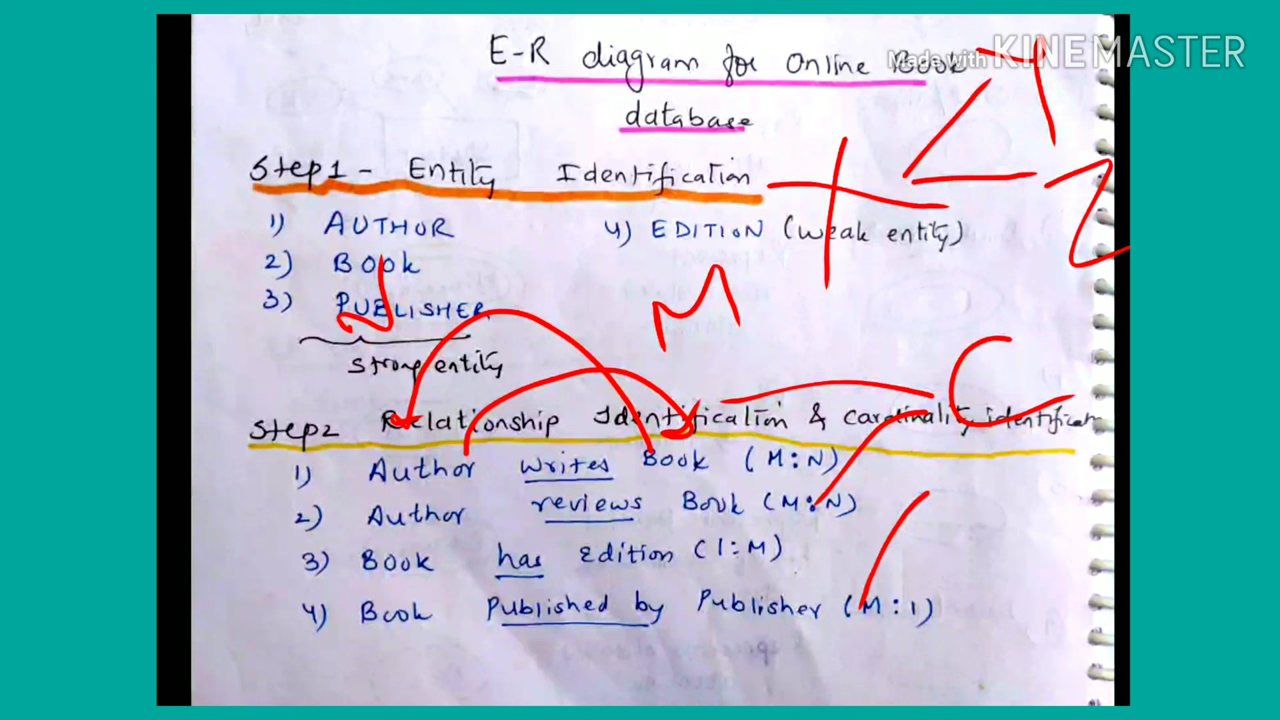 E-R diagram for Online Book
Made with KINEMASTER
database
Step1 - Entity Identification
1) AUTHOR
4) EDITION (weak entity)
2) BOOK
3) PUBLISHER
M
Strong entity
Step2 Relationship Identification & cardinality identification
1) Author writes Book (M:N)
2) Author reviews Book (M:N)
3) Book has Edition (1:M)
4) Book Published by Publisher (M:1)